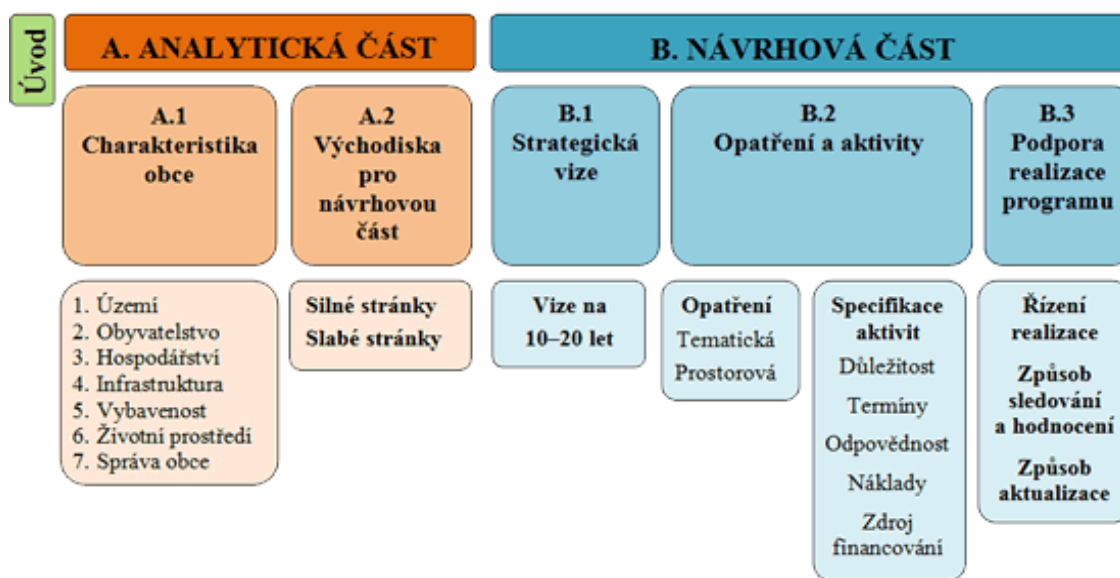 Úvod
A. ANALYTICKÁ ČÁST
B. NÁVRHOVÁ ČÁST
A.1
Charakteristika
obce
A.2
Východiska
pro
návrhovou
část
B.1
Strategická
vize
B.2
Opatření a aktivity
B.3
Podpora
realizace
programu
1. Území
2. Obyvatelstvo
3. Hospodářství
4. Infrastruktura
5. Vybavenost
6. Životní prostředí
7. Správa obce
Silné stránky
Slabé stránky
Vize na
10–20 let
Opatření
Tematická
Prostorová
Specifikace
aktivit
Důležitost
Termíny
Odpovědnost
Náklady
Zdroj
financování
Řízení
realizace
Způsob
sledování
a hodnocení
Způsob
aktualizace